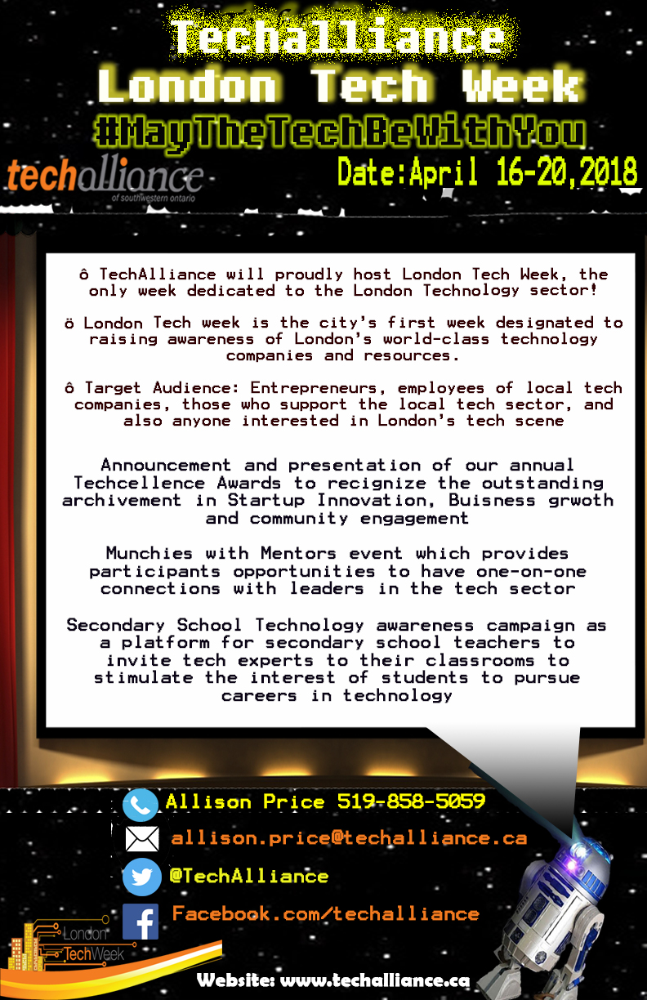 Techalliance
London Tech Week
#MayTheTechBeWithYou
techalliance
of southwestern ontario
Date:April 16-20,2018
ô TechAlliance will proudly host London Tech Week, the
only week dedicated to the London Technology sector!
ö London Tech week is the city's first week designated to
raising awareness of London's world-class technology
companies and resources.
ô Target Audience: Entrepreneurs, employees of local tech
companies, those who support the local tech sector, and
also anyone interested in London's tech scene
Announcement and presentation of our annual
Techcellence Awards to recignize the outstanding
archivement in Startup Innovation, Buisness grwoth
and community engagement
Munchies with Mentors event which provides
participants opportunities to have one-on-one
connections with leaders in the tech sector
Secondary School Technology awareness campaign as
a platform for secondary school teachers to
invite tech experts to their classrooms to
stimulate the interest of students to pursue
careers in technology
Allison Price 519-858-5059
allison.price@techalliance.ca
@TechAlliance
Facebook.com/techalliance
London
TechWeek
Website: www.techalliance.ca